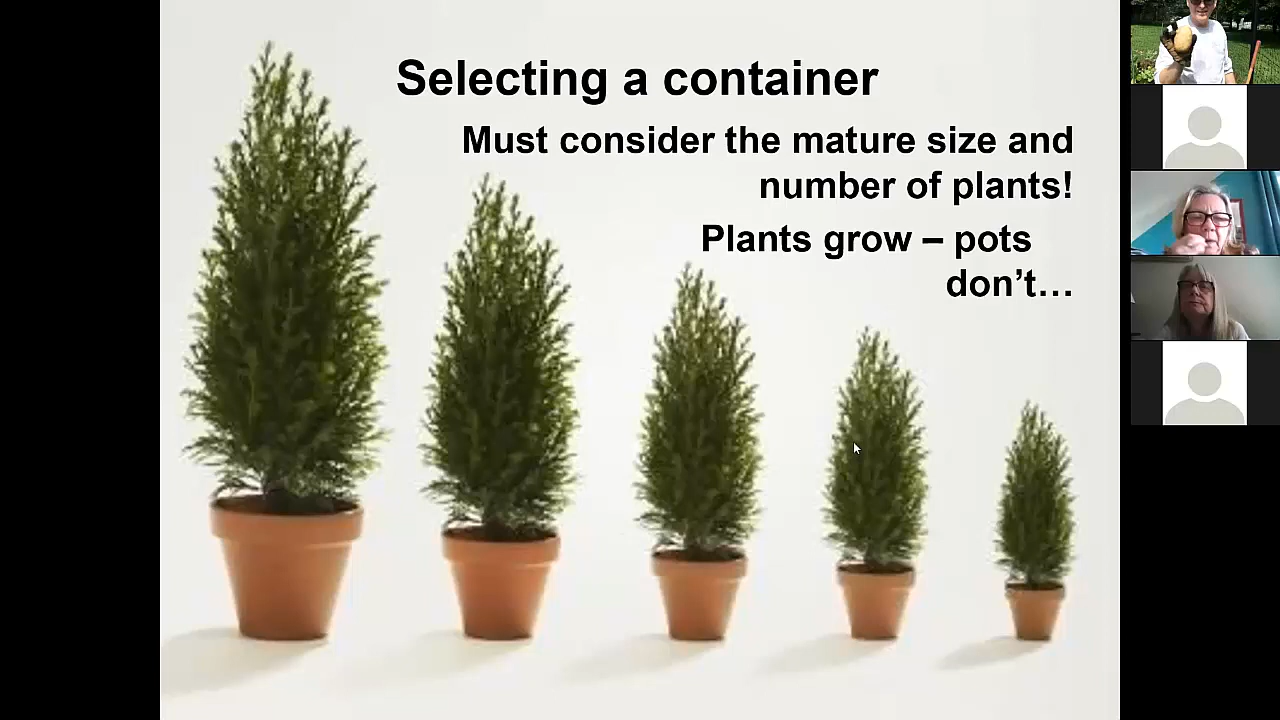 Selecting a container
Must consider the mature size and
number of plants!
Plants grow – pots
don’t…